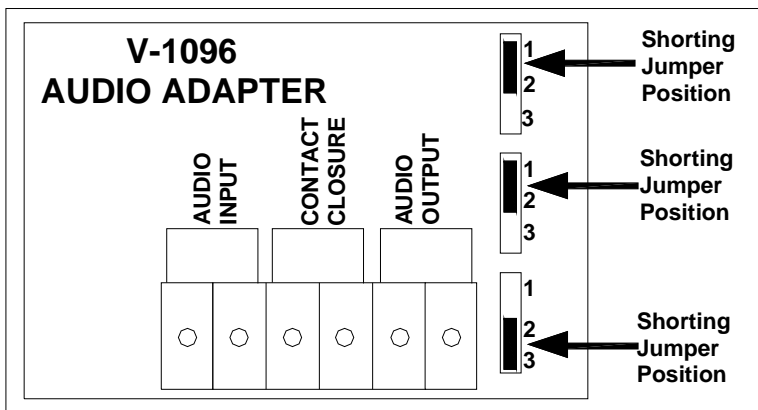 V-1096
AUDIO ADAPTER
AUDIO
INPUT
CONTACT
CLOSURE
AUDIO
OUTPUT
1
2
3
Shorting
Jumper
Position
1
2
3
Shorting
Jumper
Position
1
2
3
Shorting
Jumper
Position